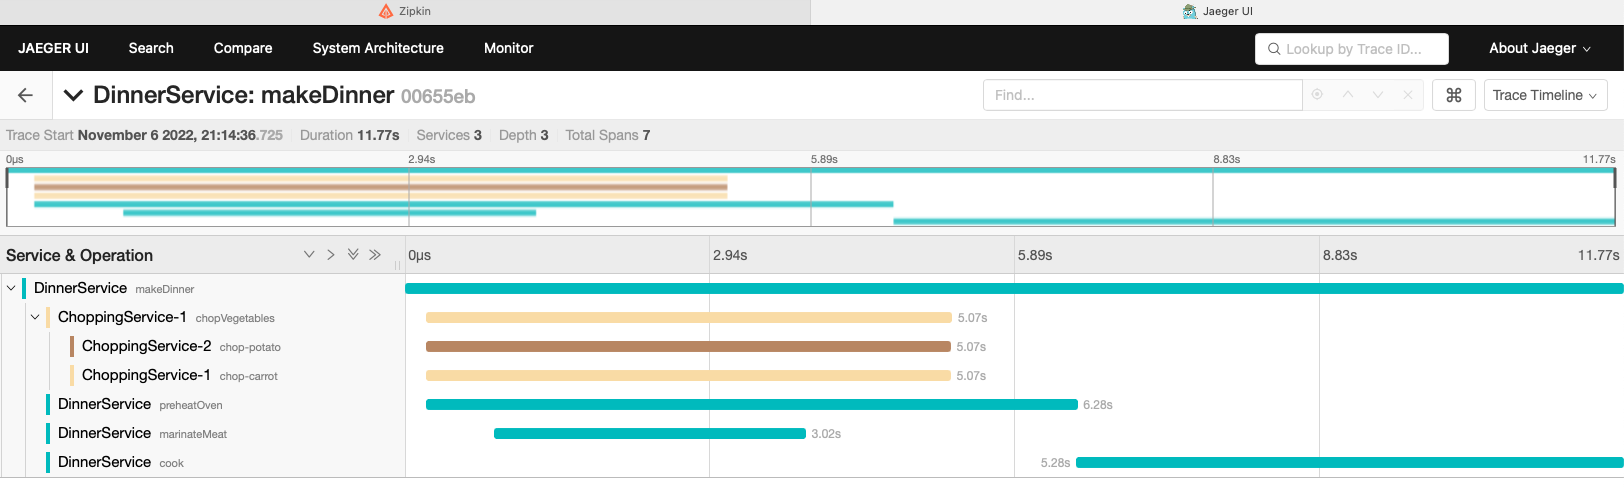 Zipkin Jaeger UI
JAEGER UI Search Compare System Architecture Monitor Lookup by Trace ID... About Jaeger
DinnerService: makeDinner 00655eb Find... ⌘ Trace Timeline
Trace Start November 6 2022, 21:14:36.725 Duration 11.77s Services 3 Depth 3 Total Spans 7
0μs 2.94s 5.89s 8.83s 11.77s
Service & Operation 0μs 2.94s 5.89s 8.83s 11.77s
DinnerService makeDinner
ChoppingService-1 chopVegetables 5.07s
ChoppingService-2 chop-potato 5.07s
ChoppingService-1 chop-carrot 5.07s
DinnerService preheatOven 6.28s
DinnerService marinateMeat 3.02s
DinnerService cook 5.28s